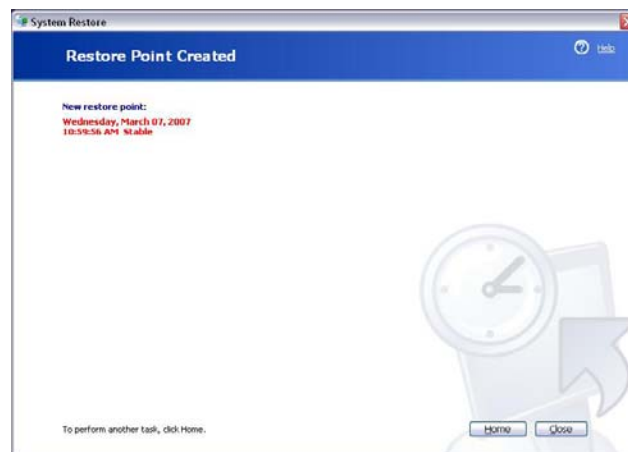 System Restore
Restore Point Created
Help
New restore point:
Wednesday, March 07, 2007
10:59:56 AM Stable
To perform another task, click Home.
Home
Close